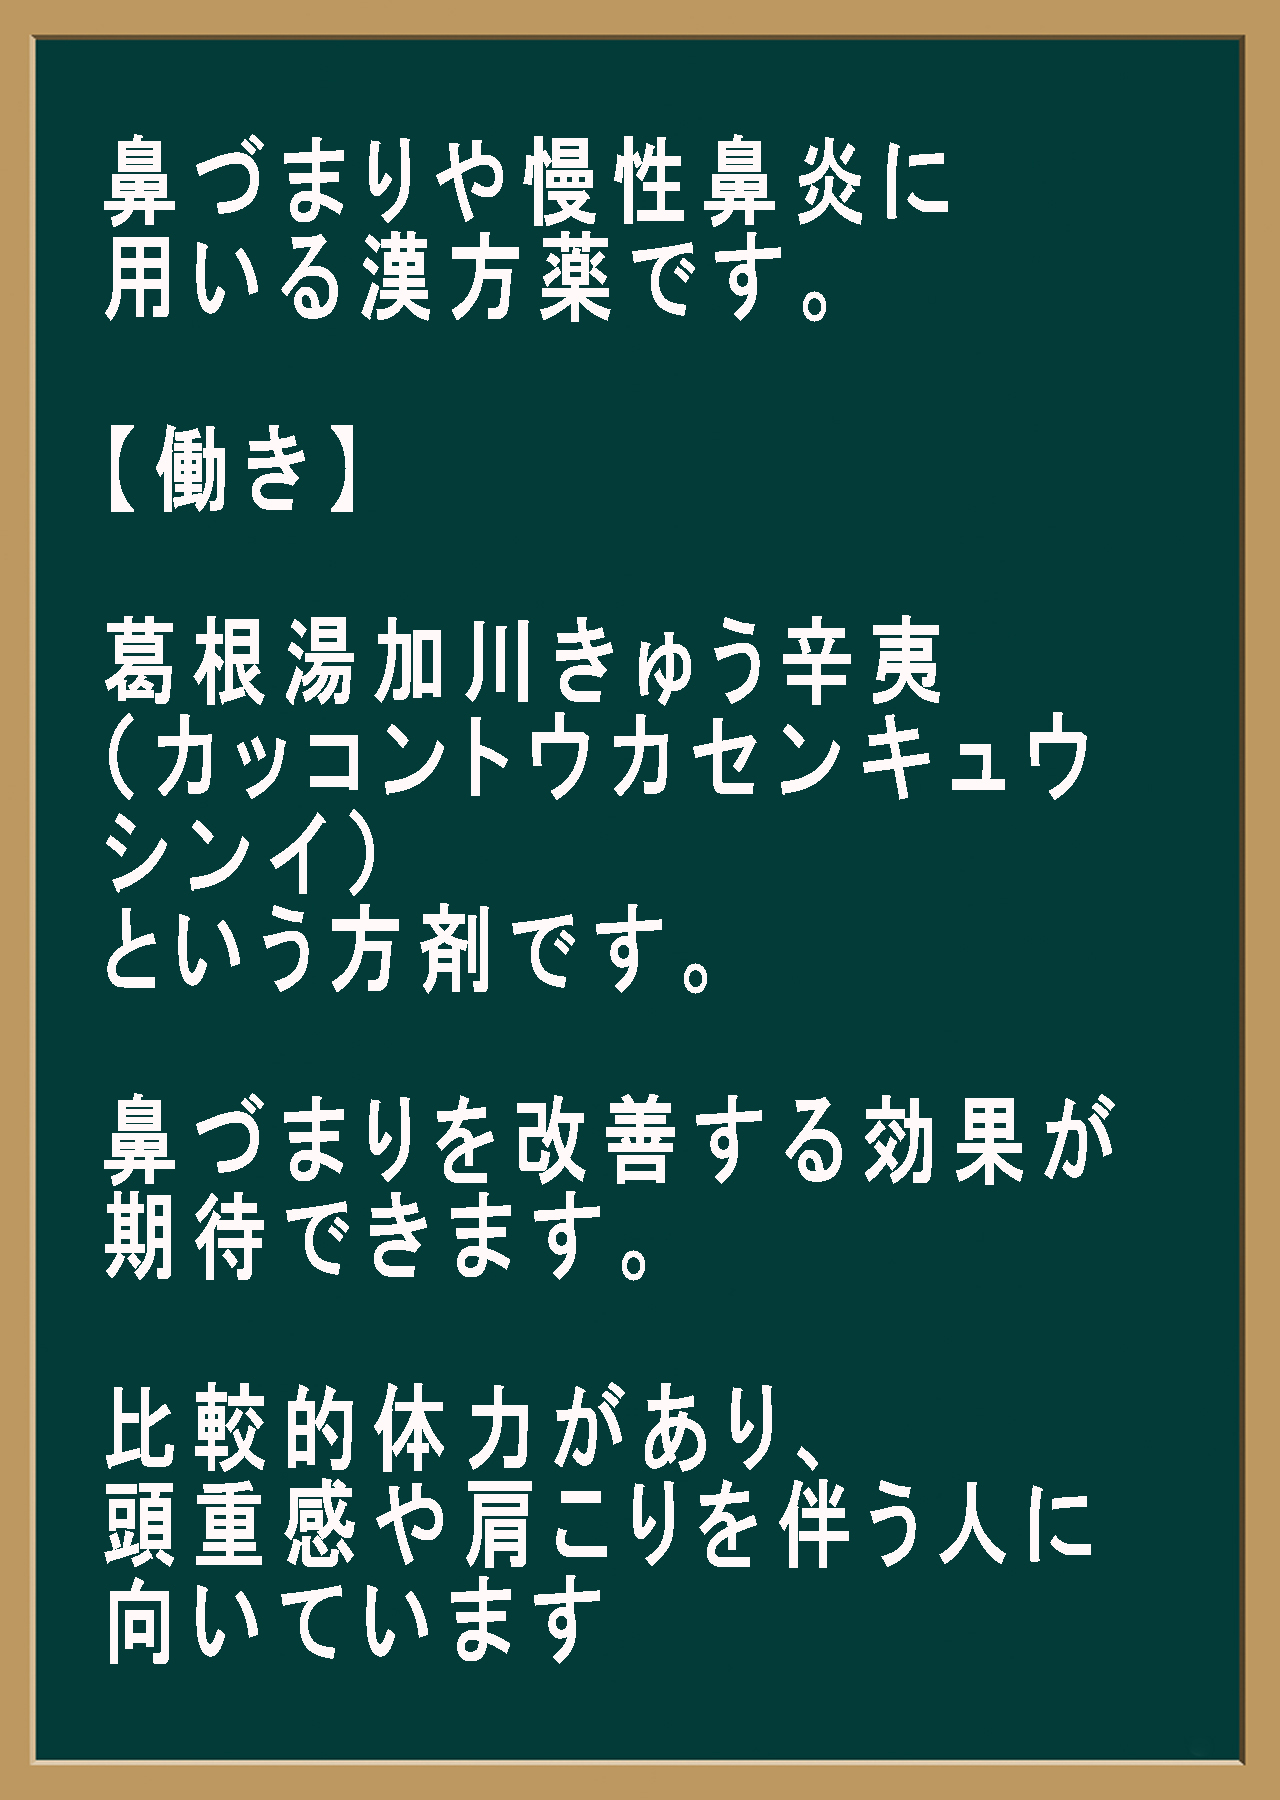 鼻づまりや慢性鼻炎に
用いる漢方薬です。
【働き】
葛根湯加川きゅう辛夷
（カッコントウカセンキュウ
シンイ）
という方剤です。
鼻づまりを改善する効果が
期待できます。
比較的体力があり、
頭重感や肩こりを伴う人に
向いています